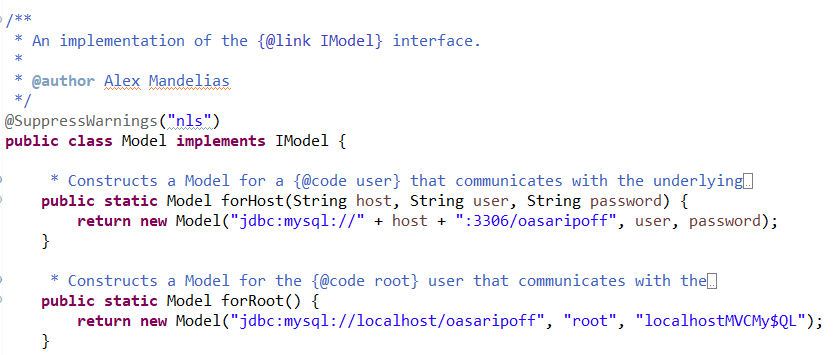 /**
 * An implementation of the {@link IModel} interface.
 *
 * @author Alex Mandelias
 */
@SuppressWarnings("nls")
public class Model implements IModel {
     * Constructs a Model for a {@code user} that communicates with the underlying
    public static Model forHost(String host, String user, String password) {
        return new Model("jdbc:mysql://" + host + ":3306/oasaripoff", user, password);
    }
     * Constructs a Model for the {@code root} user that communicates with the
    public static Model forRoot() {
        return new Model("jdbc:mysql://localhost/oasaripoff", "root", "localhostMVCMy$QL");
    }